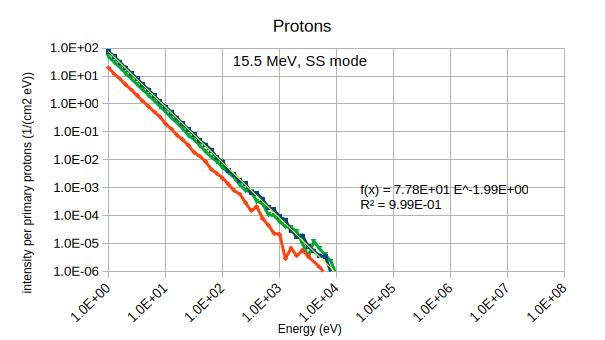 Protons
15.5 MeV, SS mode
intensity per primary protons (1/(cm2 eV))
1.0E+02
1.0E+01
1.0E+00
1.0E-01
1.0E-02
1.0E-03
1.0E-04
1.0E-05
1.0E-06
f(x) = 7.78E+01 E^-1.99E+00
R² = 9.99E-01
1.0E+00
1.0E+01
1.0E+02
1.0E+03
1.0E+04
1.0E+05
1.0E+06
1.0E+07
1.0E+08
Energy (eV)